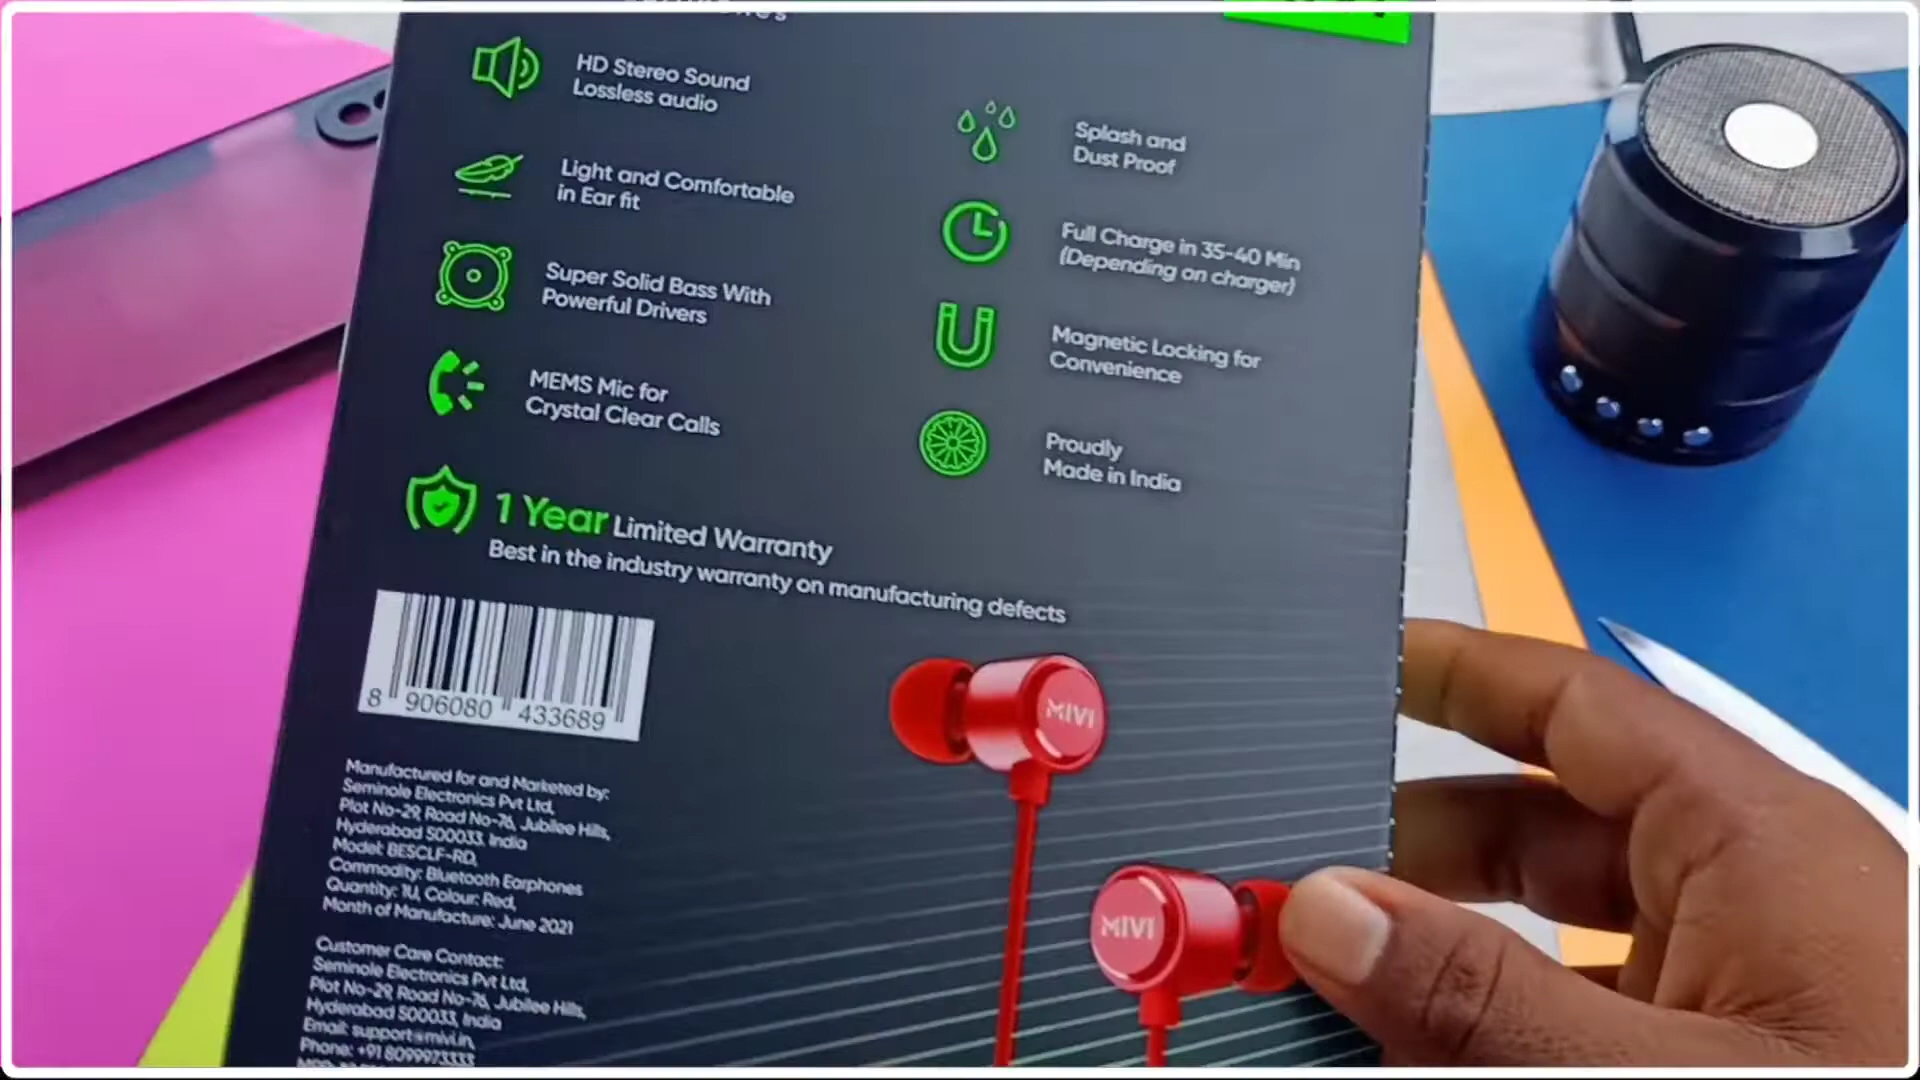 HD Stereo Sound
Lossless audio
Light and Comfortable
in Ear fit
Super Solid Bass With
Powerful Drivers
MEMS Mic for
Crystal Clear Calls
Splash and
Dust Proof
Full Charge in 35-40 Min
(Depending on charger)
Magnetic Locking for
Convenience
Proudly
Made in India
1 Year Limited Warranty
Best in the industry warranty on manufacturing defects
8 906080 433689
Manufactured for and Marketed by:
Seminole Electronics Pvt Ltd,
Plot No-29, Road No-76, Jubilee Hills,
Hyderabad 500033. India
Model: BESCLF-RD,
Commodity: Bluetooth Earphones
Quantity: 1U, Colour: Red,
Month of Manufacture: June 2021
Customer Care Contact:
Seminole Electronics Pvt Ltd,
Plot No-29, Road No-76, Jubilee Hills,
Hyderabad 500033, India
Email: support@mivi.in,
Phone: +91 8099973333
MIVI
MIVI